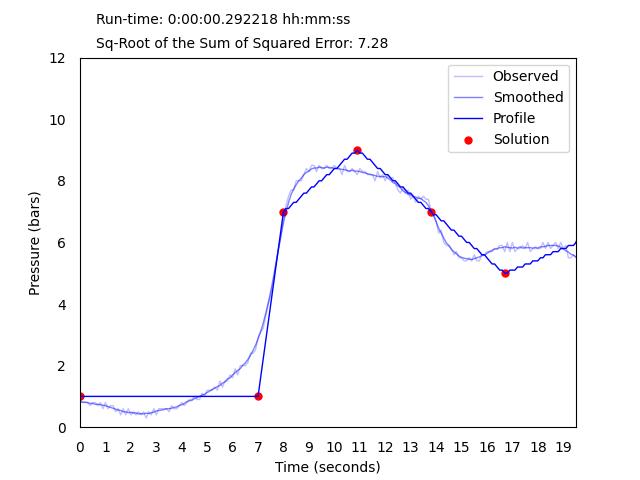 Run-time: 0:00:00.292218 hh:mm:ss
Sq-Root of the Sum of Squared Error: 7.28
12
10
8
6
4
2
0
Pressure (bars)
Observed
Smoothed
Profile
Solution
0 1 2 3 4 5 6 7 8 9 10 11 12 13 14 15 16 17 18 19
Time (seconds)